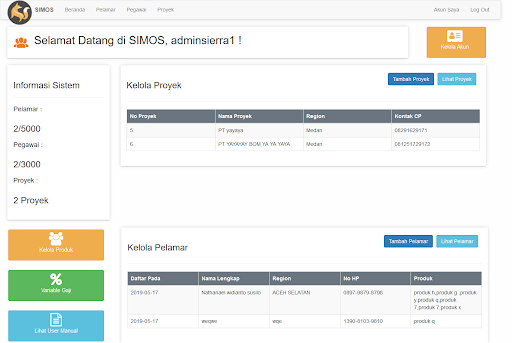 SIMOS Beranda Pelamar Pegawai Proyek Akun Saya Log Out
Selamat Datang di SIMOS, adminsierra1 !
Kelola Akun
Informasi Sistem
Pelamar :
2/5000
Pegawai :
2/3000
Proyek :
2 Proyek
Kelola Produk
Variable Gaji
Lihat User Manual
Kelola Proyek
Tambah Proyek Lihat Proyek
No Proyek Nama Proyek Region Kontak CP
5 PT yayaya Medan 08291629171
6 PT YAYAYAY BOM YA YA YAYA Medan 081251729172
Kelola Pelamar
Tambah Pelamar Lihat Pelamar
Daftar Pada Nama Lengkap Region No HP Produk
2019-05-17 Nathanael widianto susilo ACEH SELATAN 0897-9879-8798 produk h,produk g ,produk
y,produk q,produk
7,produk 7,produk x
2019-05-17 weqwe wqe 1390-8103-9810 produk q